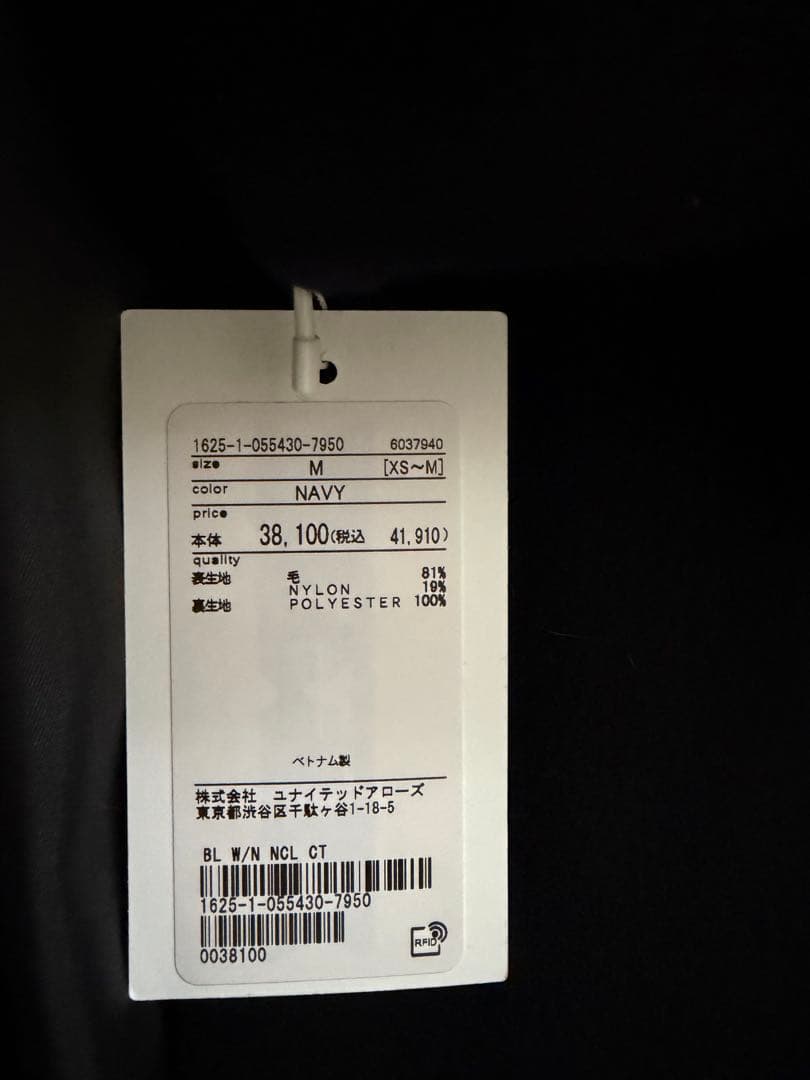 1625-1-055430-7950 6037940
size M [XS～M]
color NAVY
price
本体 38,100(税込 41,910)
quality
表生地 毛 81%
NYLON 19%
裏生地 POLYESTER 100%
ベトナム製
株式会社 ユナイテッドアローズ
東京都渋谷区千駄ヶ谷1-18-5
BL W/N NCL CT
1625-1-055430-7950
0038100
RFID